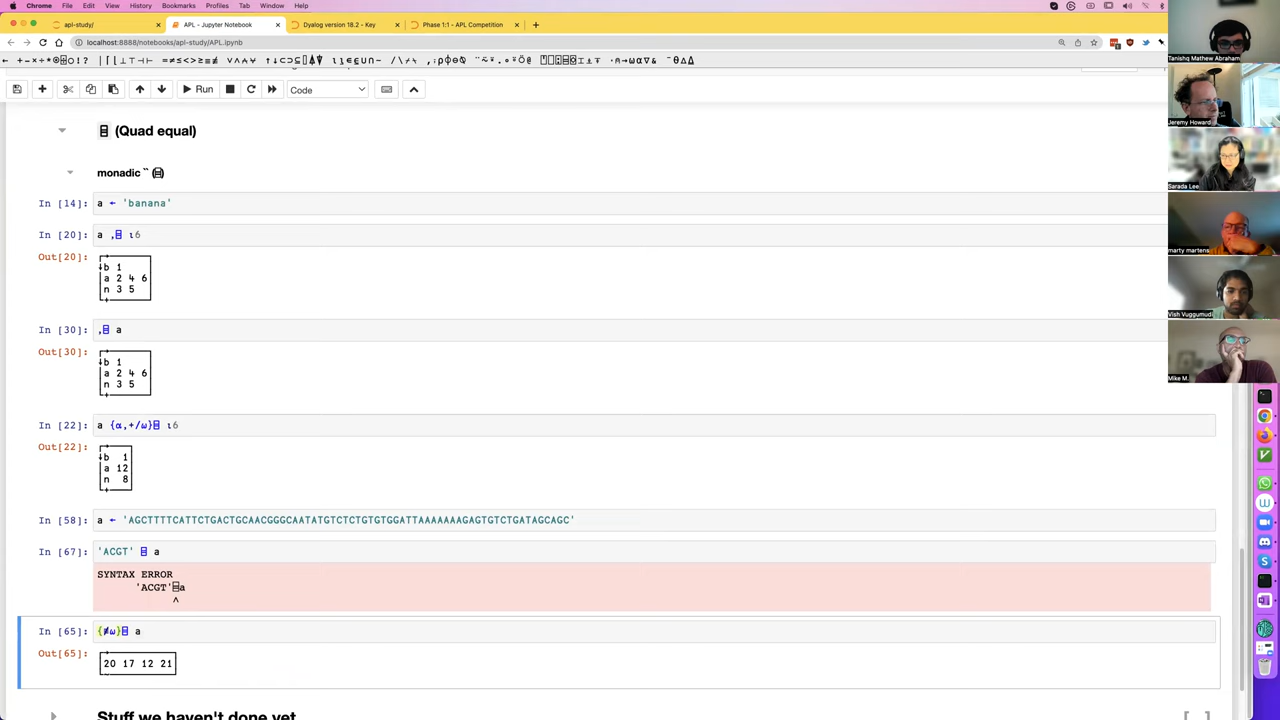 Chrome File Edit View History Bookmarks Profiles Tab Window Help
apl-study/
APL - Jupyter Notebook
Dyalog version 18.2 - Key
Phase 1:1 - APL Competition
localhost:8888/notebooks/apl-study/APL.ipynb
Run
Code
⌸ (Quad equal)
monadic ¨ (⌸)
In [14]: a ← 'banana'
In [20]: a ,⌸ ⍳6
Out[20]:
b 1
a 2 4 6
n 3 5
In [30]: ,⌸ a
Out[30]:
b 1
a 2 4 6
n 3 5
In [22]: a {⍺,+/⍵}⌸ ⍳6
Out[22]:
b 1
a 12
n 8
In [58]: a ← 'AGCTTTTCATTCTGACTGCAACGGGCAATATGTCTCTGTGTGGATTAAAAAAAGAGTGTCTGATAGCAGC'
In [67]: 'ACGT' ⌸ a
SYNTAX ERROR
'ACGT'⌸a
^
In [65]: {≢⍵}⌸ a
Out[65]: 20 17 12 21
Stuff we haven't done yet
Tanishq Mathew Abraham
Jeremy Howard
Sarada Lee
marty martens
Vish Vuggumudi
Mike M.